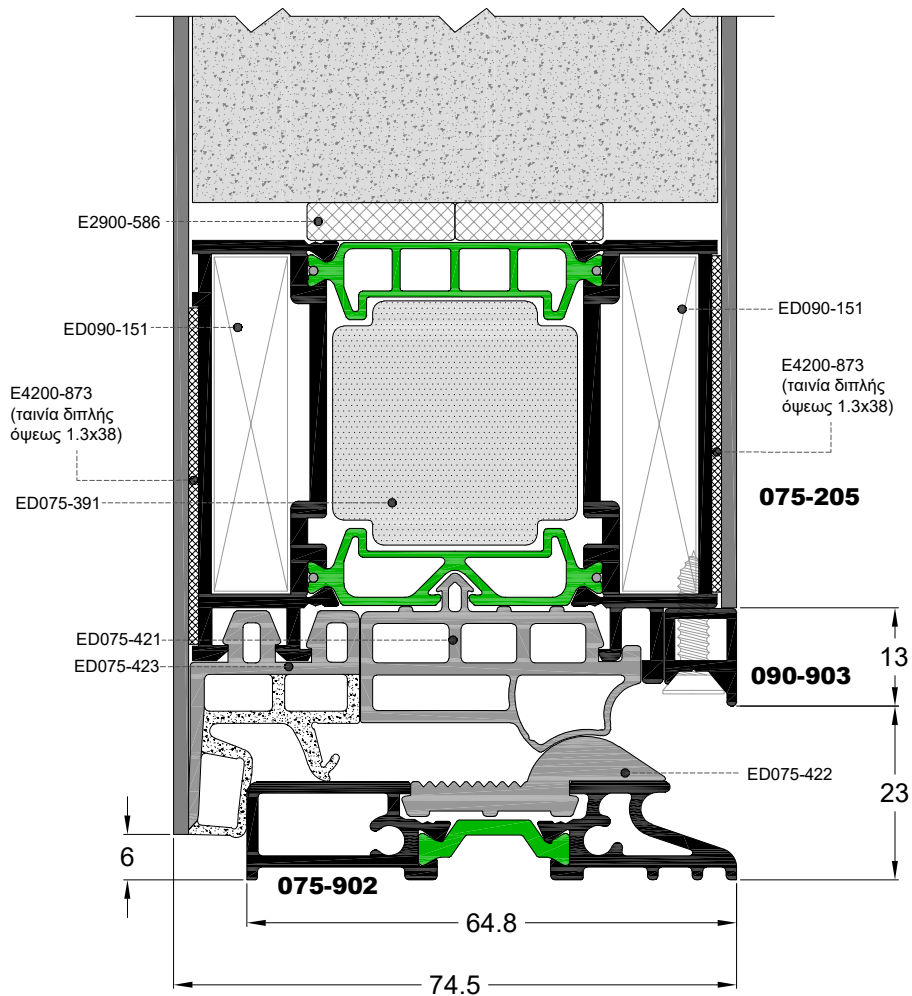 E2900-586
ED090-151
ED090-151
E4200-873
(ταινία διπλής
όψεως 1.3x38)
E4200-873
(ταινία διπλής
όψεως 1.3x38)
075-205
ED075-391
ED075-421
ED075-423
13
090-903
ED075-422
23
6
075-902
64.8
74.5